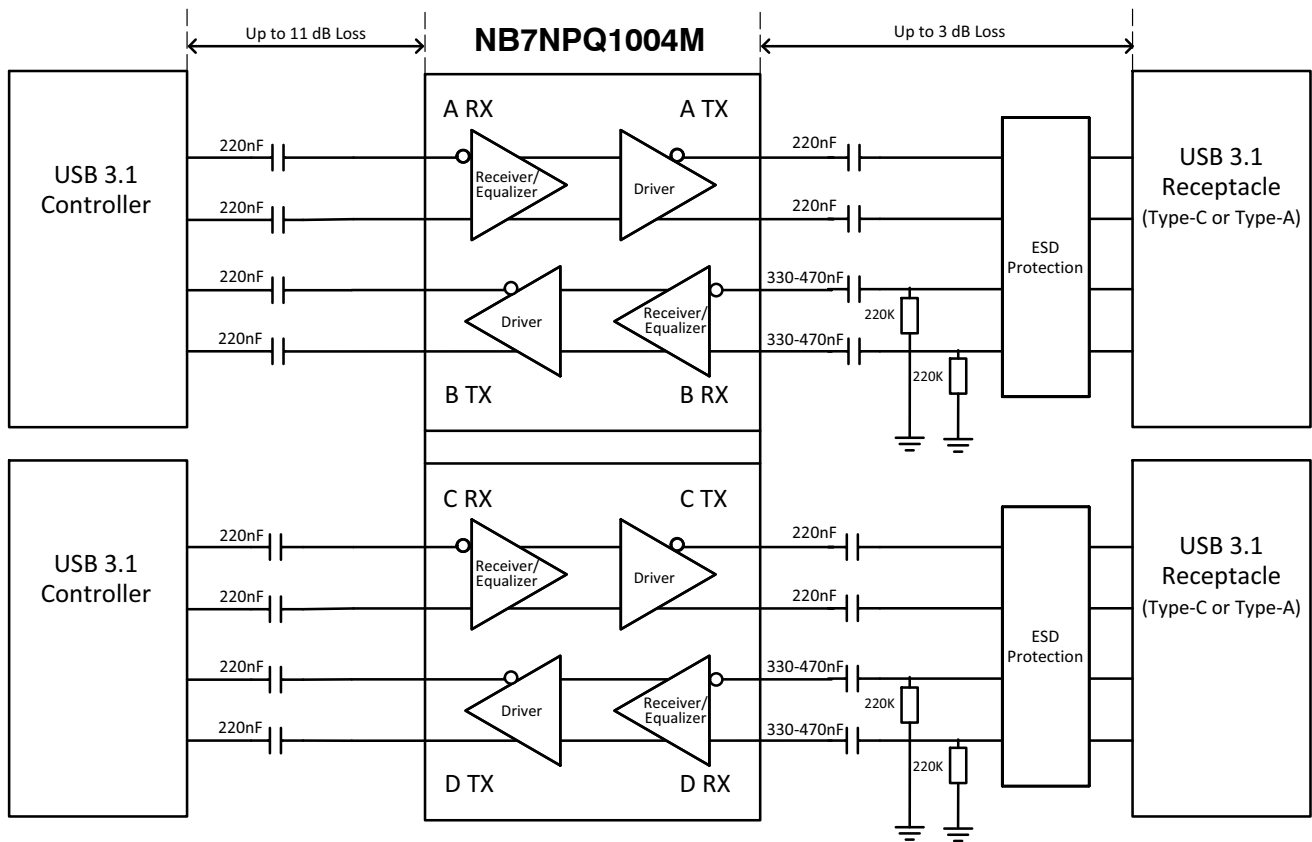 Up to 11 dB Loss
NB7NPQ1004M
Up to 3 dB Loss
USB 3.1
Controller
220nF
220nF
220nF
220nF
A RX
A TX
Receiver/
Equalizer
Driver
Driver
Receiver/
Equalizer
B TX
B RX
220nF
220nF
330-470nF
330-470nF
220K
220K
ESD
Protection
USB 3.1
Receptacle
(Type-C or Type-A)
USB 3.1
Controller
220nF
220nF
220nF
220nF
C RX
C TX
Receiver/
Equalizer
Driver
Driver
Receiver/
Equalizer
D TX
D RX
220nF
220nF
330-470nF
330-470nF
220K
220K
ESD
Protection
USB 3.1
Receptacle
(Type-C or Type-A)